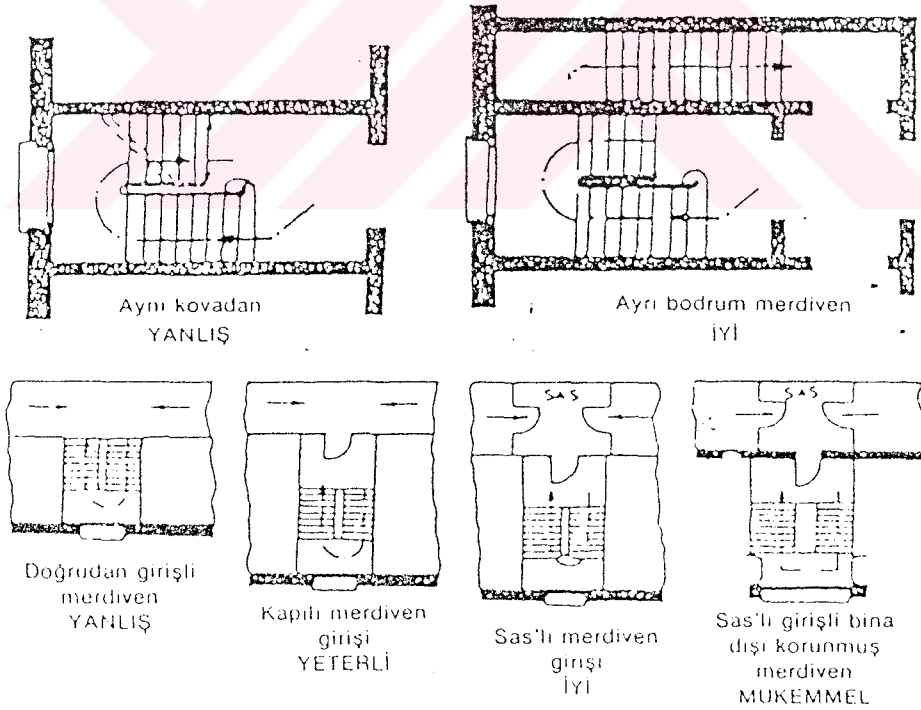 Aynı kovadan
YANLIŞ
Ayrı bodrum merdiven
İYİ
SAS
SAS
Doğrudan girişli
merdiven
YANLIŞ
Kapılı merdiven
girişi
YETERLİ
Sas'lı merdiven
girişi
İYİ
Sas'lı girişli bina
dışı korunmuş
merdiven
MUKEMMEL